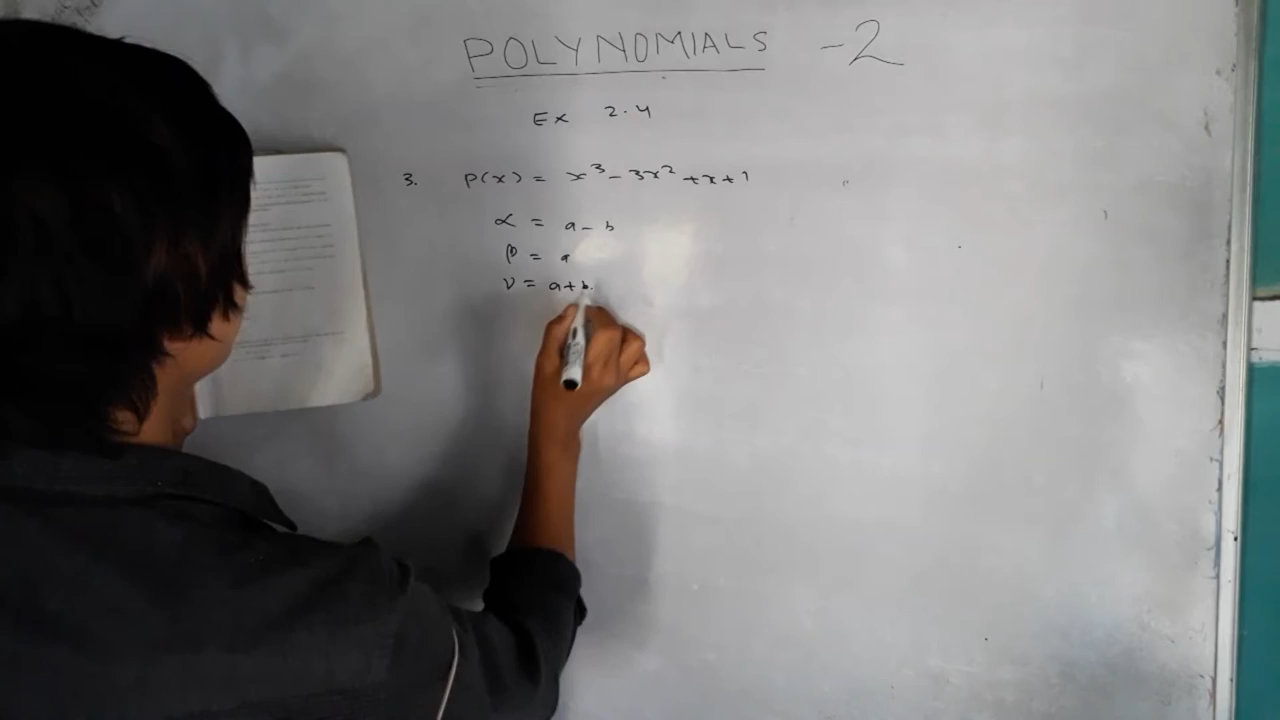 POLYNOMIALS -2
Ex 2.4
3. P(x) = x³ - 3x² + x + 1
α = a - b
β = a
γ = a + b